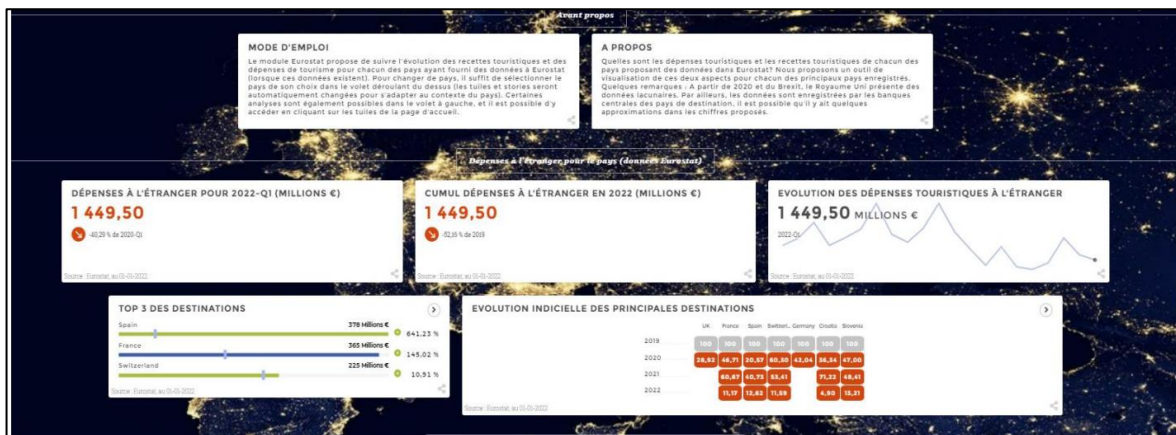 Avant propos
MODE D'EMPLOI
Le module Eurostat propose de suivre l'évolution des recettes touristiques et des
dépenses de tourisme pour chacun des pays ayant fourni des données à Eurostat
(lorsque ces données existent). Pour changer de pays, il suffit de sélectionner le
pays de son choix dans le volet déroulant du dessus (les tuiles et stories seront
automatiquement changées pour s'adapter au contexte du pays). Certaines
analyses sont également possibles dans le volet à gauche, et il est possible d'y
accéder en cliquant sur les tuiles de la page d'accueil.
A PROPOS
Quelles sont les dépenses touristiques et les recettes touristiques de chacun des
pays proposant des données dans Eurostat? Nous proposons un outil de
visualisation de ces deux aspects pour chacun des principaux pays enregistrés.
Quelques remarques : A partir de 2020 et du Brexit, le Royaume Uni présente des
données lacunaires. Par ailleurs, les données sont enregistrées par les banques
centrales des pays de destination, il est possible qu'il y ait quelques
approximations dans les chiffres proposés.
Dépenses à l'étranger pour le pays (données Eurostat)
DÉPENSES À L'ÉTRANGER POUR 2022-Q1 (MILLIONS €)
1 449,50
-40,29 % de 2020-Q1
Source : Eurostat, au 01-01-2022
CUMUL DÉPENSES À L'ÉTRANGER EN 2022 (MILLIONS €)
1 449,50
de 2019
Source : Eurostat, au 01-01-2022
EVOLUTION DES DÉPENSES TOURISTIQUES À L'ÉTRANGER
1 449,50 MILLIONS €
2022-Q1
Source : Eurostat, au 01-01-2022
TOP 3 DES DESTINATIONS
Spain 378 Millions €
641,23 %
France 365 Millions €
145,02 %
Switzerland 225 Millions €
10,91 %
Source : Eurostat, au 01-01-2022
EVOLUTION INDICIELLE DES PRINCIPALES DESTINATIONS
UK France Spain Switzerl... Germany Croatia Slovenia
2019 100 100 100 100 100 100 100
2020 28,92 46,71 20,57 60,30 42,04 36,34 47,00
2021 60,67 40,73 53,41 71,22 48,41
2022 11,17 13,62 11,55 4,90 15,21
Source : Eurostat, au 01-01-2022